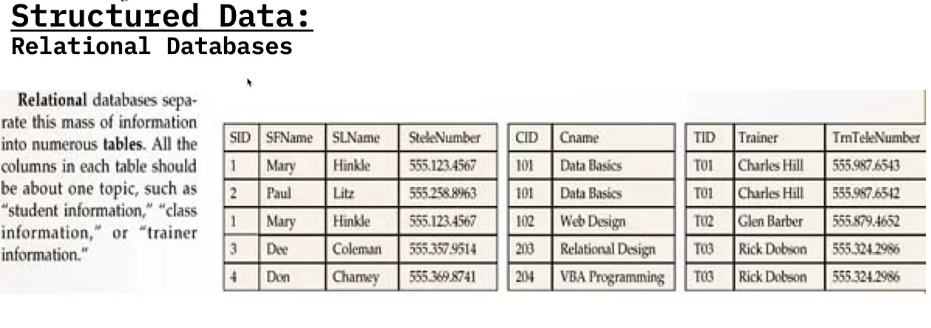 Structured Data:
Relational Databases
Relational databases sepa-
rate this mass of information
into numerous tables. All the
columns in each table should
be about one topic, such as
“student information,” “class
information,” or “trainer
information.”
SID SFName SLName SteleNumber
1 Mary Hinkle 555.123.4567
2 Paul Litz 555.258.8963
1 Mary Hinkle 555.123.4567
3 Dee Coleman 555.357.9514
4 Don Charney 555.369.8741
CID Cname
101 Data Basics
101 Data Basics
102 Web Design
203 Relational Design
204 VBA Programming
TID Trainer TrnTeleNumber
T01 Charles Hill 555.987.6543
T01 Charles Hill 555.987.6542
T02 Glen Barber 555.879.4652
T03 Rick Dobson 555.324.2986
T03 Rick Dobson 555.324.2986